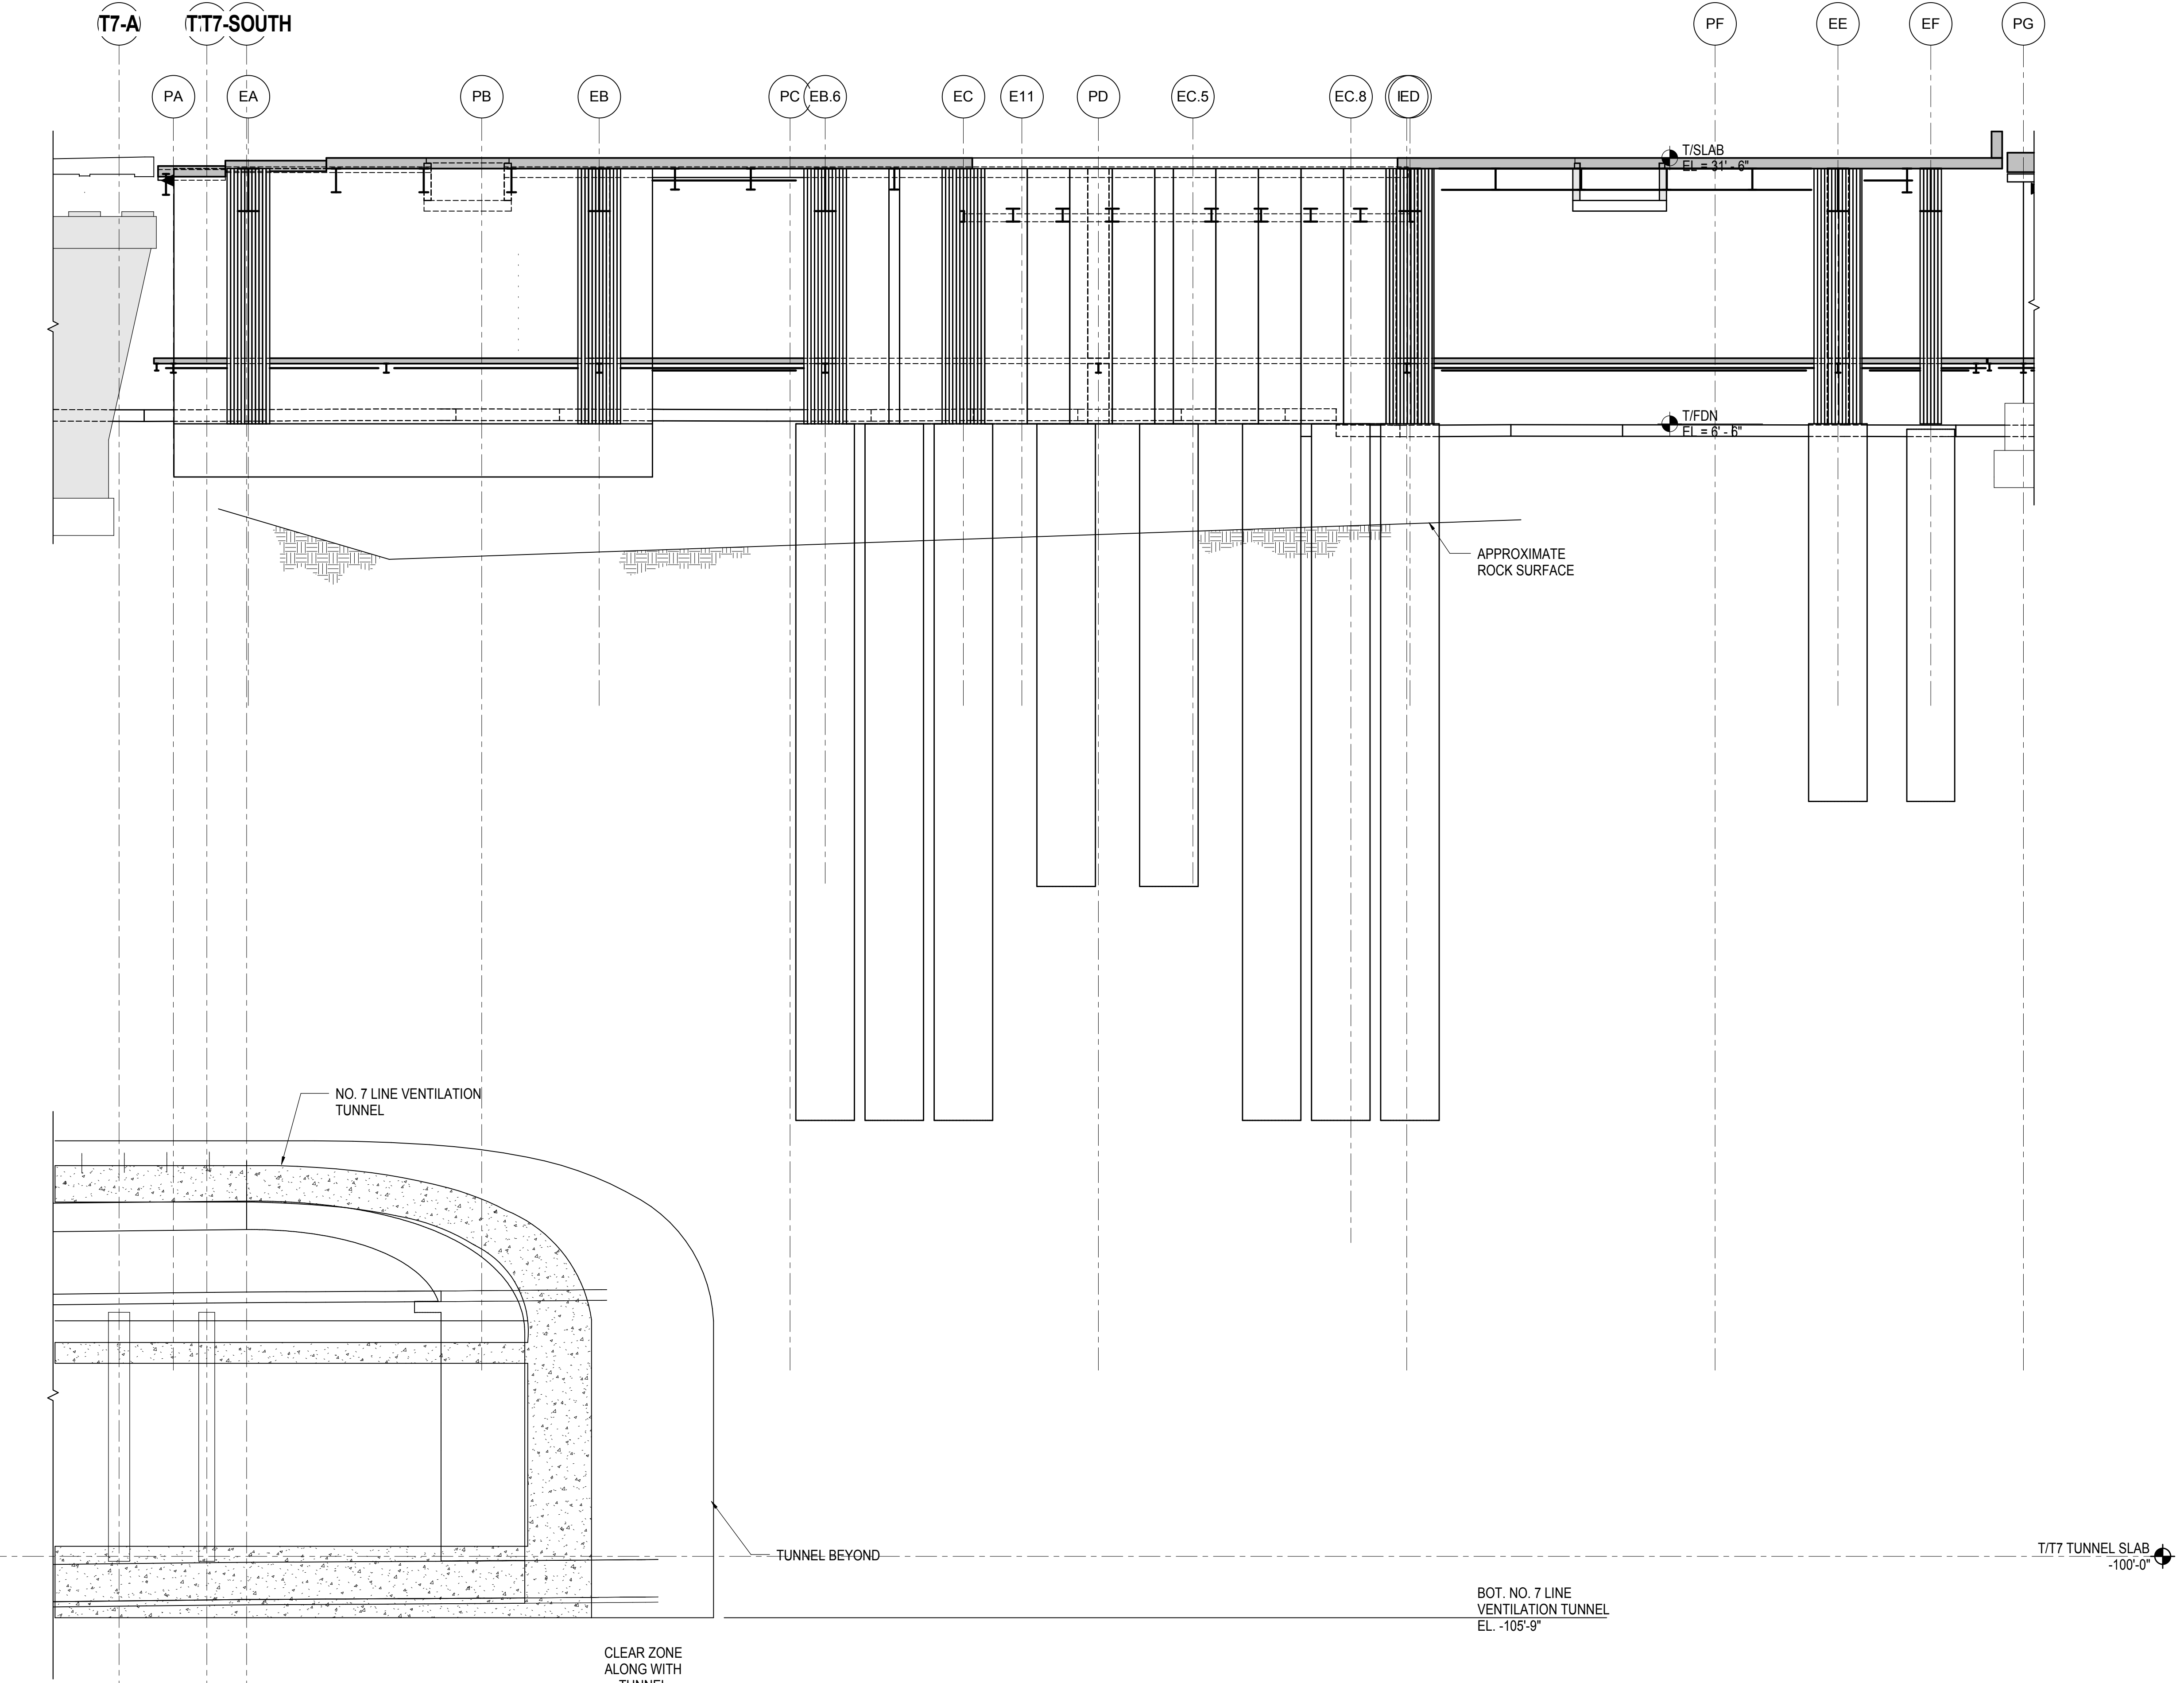 T7-A
T7-SOUTH
PF
EE
EF
PG
PA
EA
PB
EB
PC
EB.6
EC
E11
PD
EC.5
EC.8
ED
T/SLAB
EL = 31' - 6"
T/FDN
EL = 6' - 6"
APPROXIMATE
ROCK SURFACE
NO. 7 LINE VENTILATION
TUNNEL
TUNNEL BEYOND
T/T7 TUNNEL SLAB
-100'-0"
BOT. NO. 7 LINE
VENTILATION TUNNEL
EL. -105'-9"
CLEAR ZONE
ALONG WITH
TUNNEL